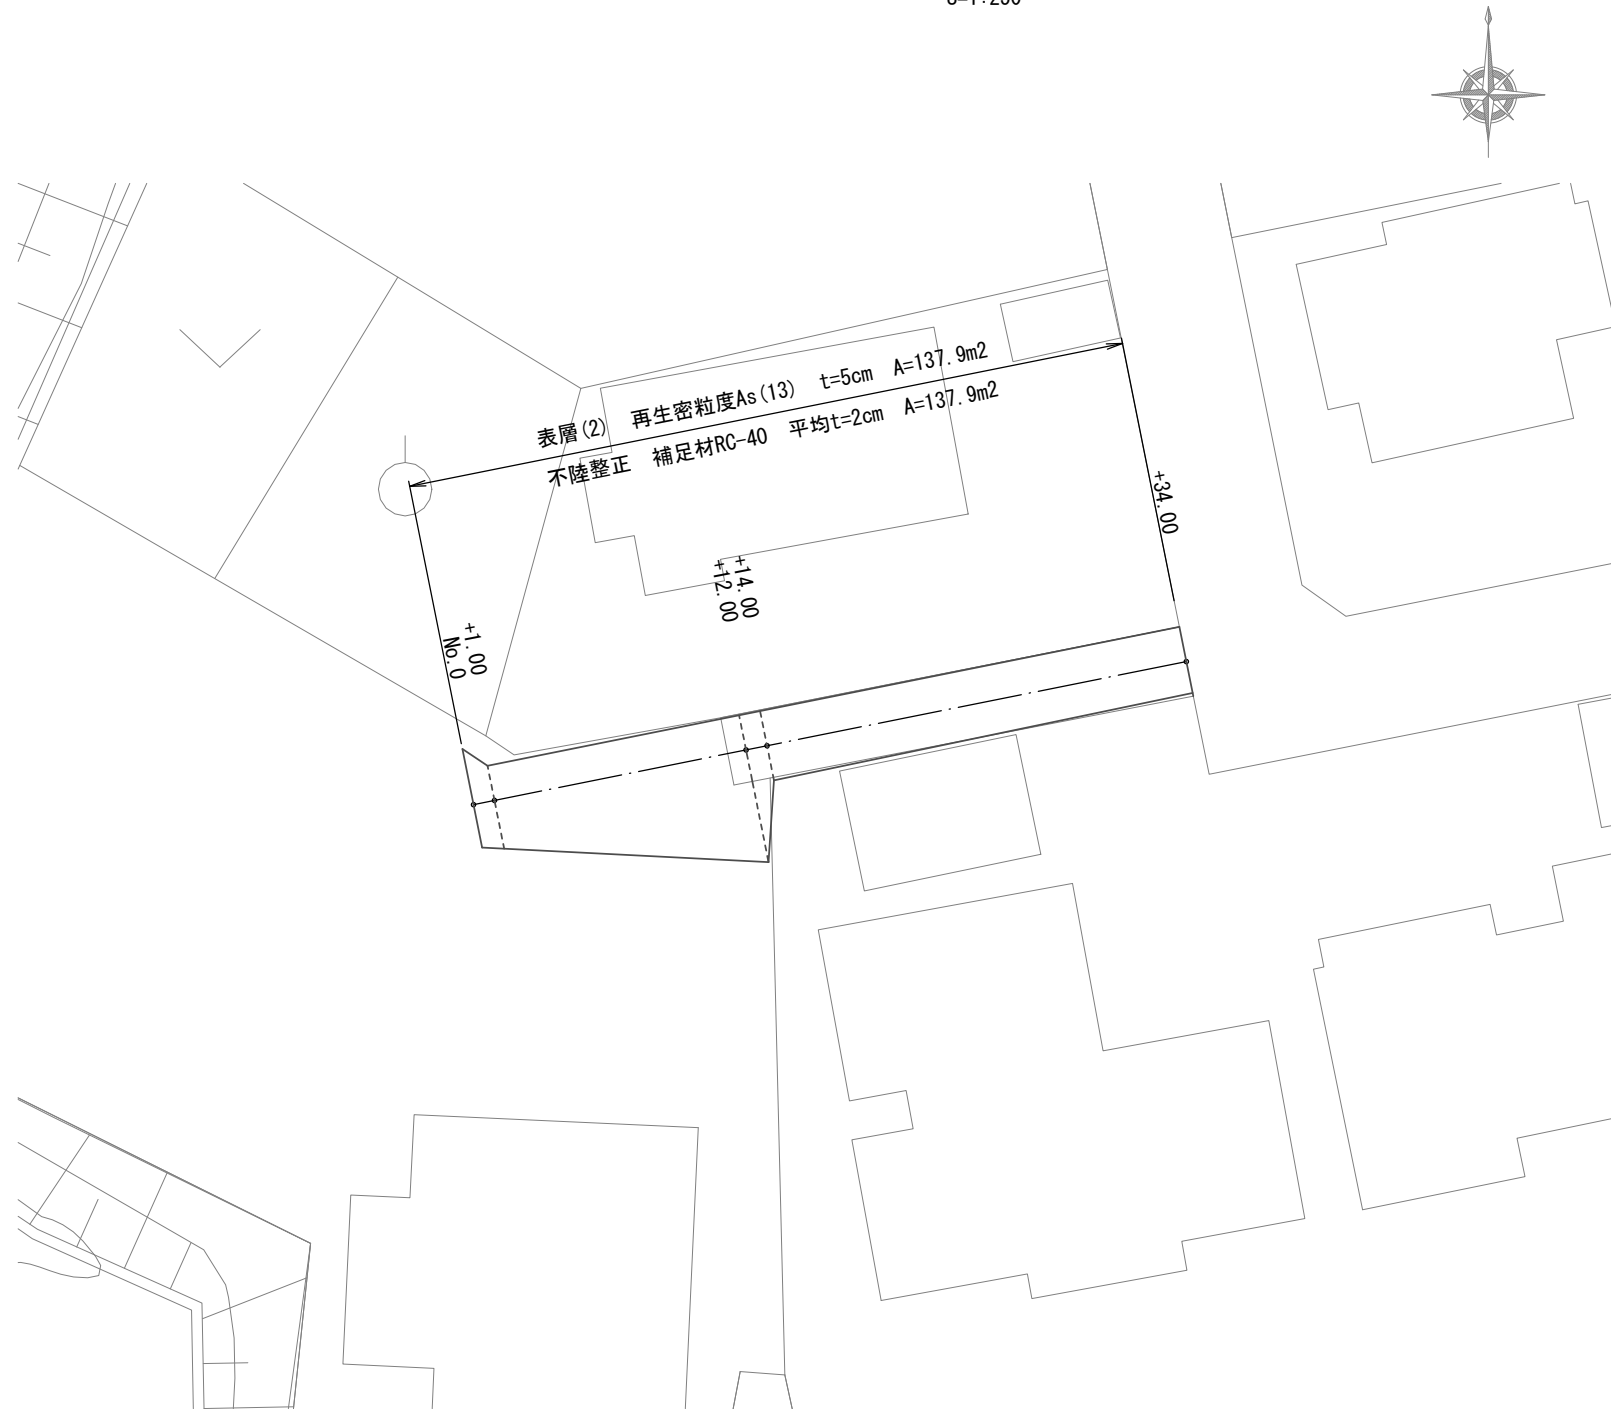 表層(2)　再生密粒度As(13)　t=5cm　A=137.9m2
不陸整正　補足材RC-40　平均t=2cm　A=137.9m2
+34.00
+14.00
+12.00
+1.00
No.0